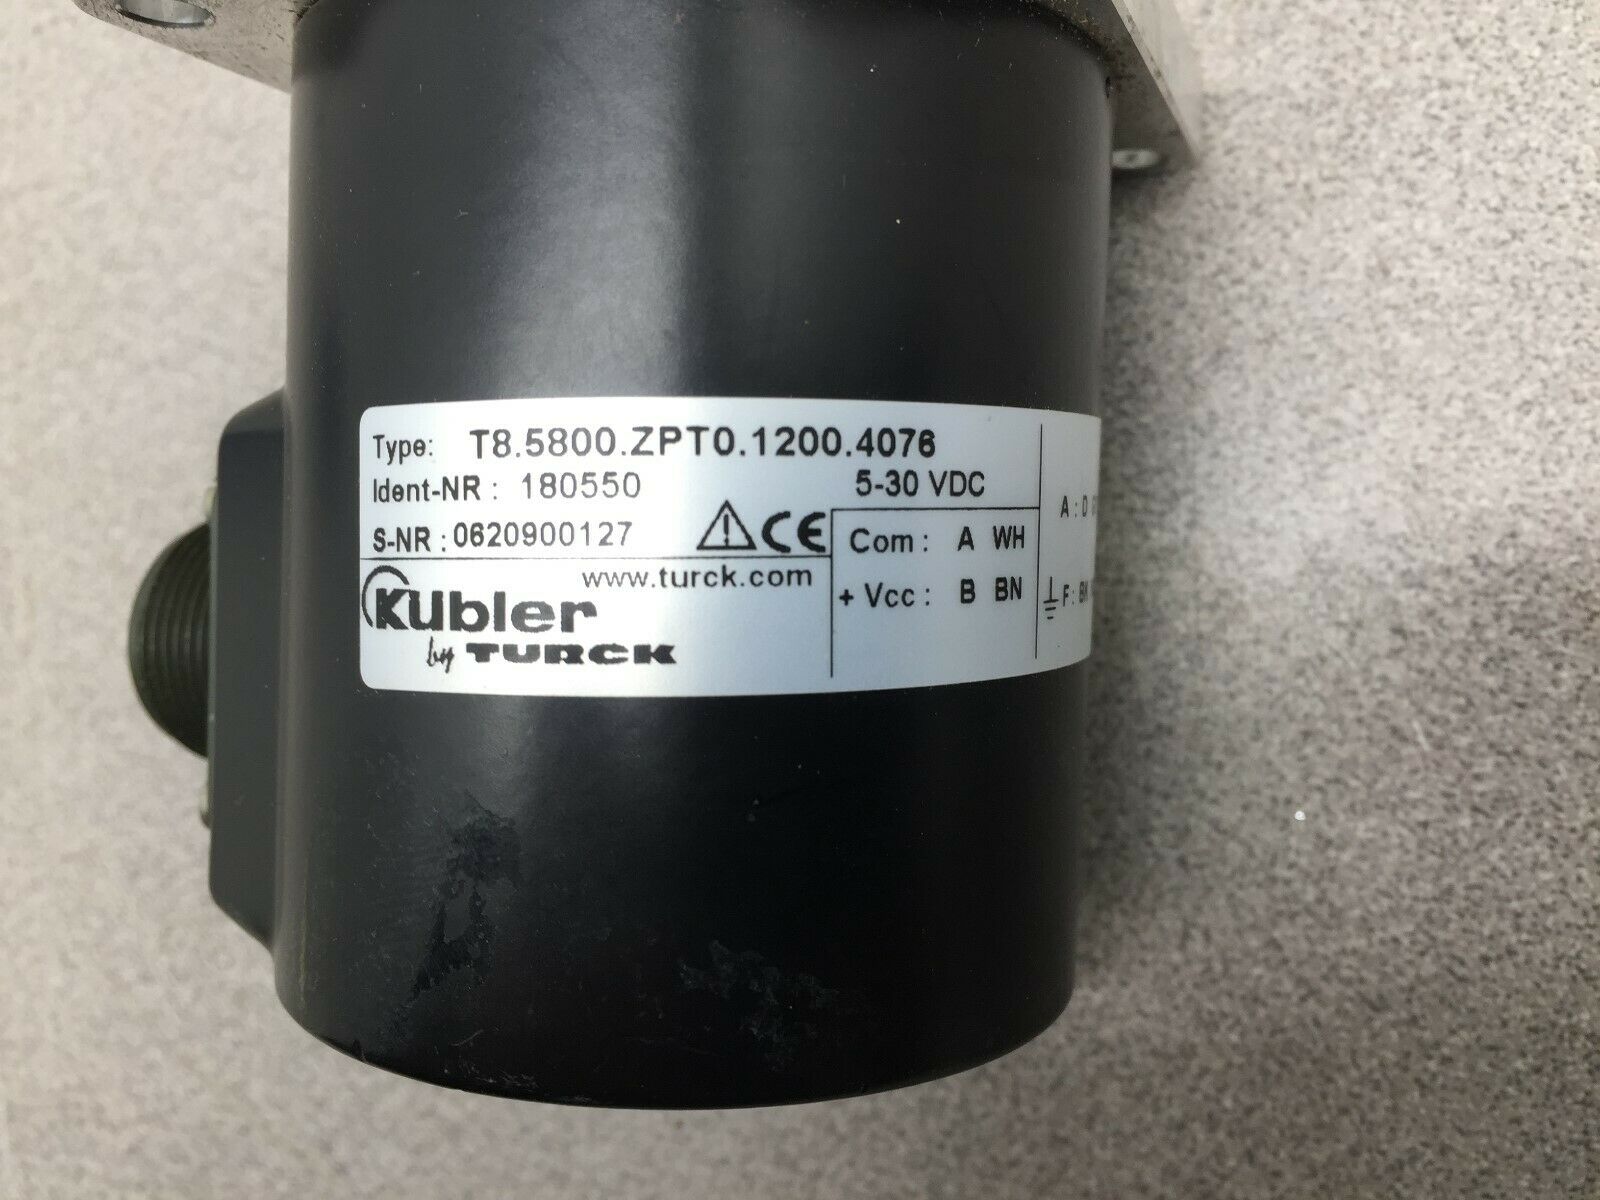 Type: T8.5800.ZPT0.1200.4076
Ident-NR : 180550 5-30 VDC
S-NR : 0620900127 CE
www.turck.com
Kübler
by TURCK
Com : A WH
+ Vcc : B BN
A : D
F :